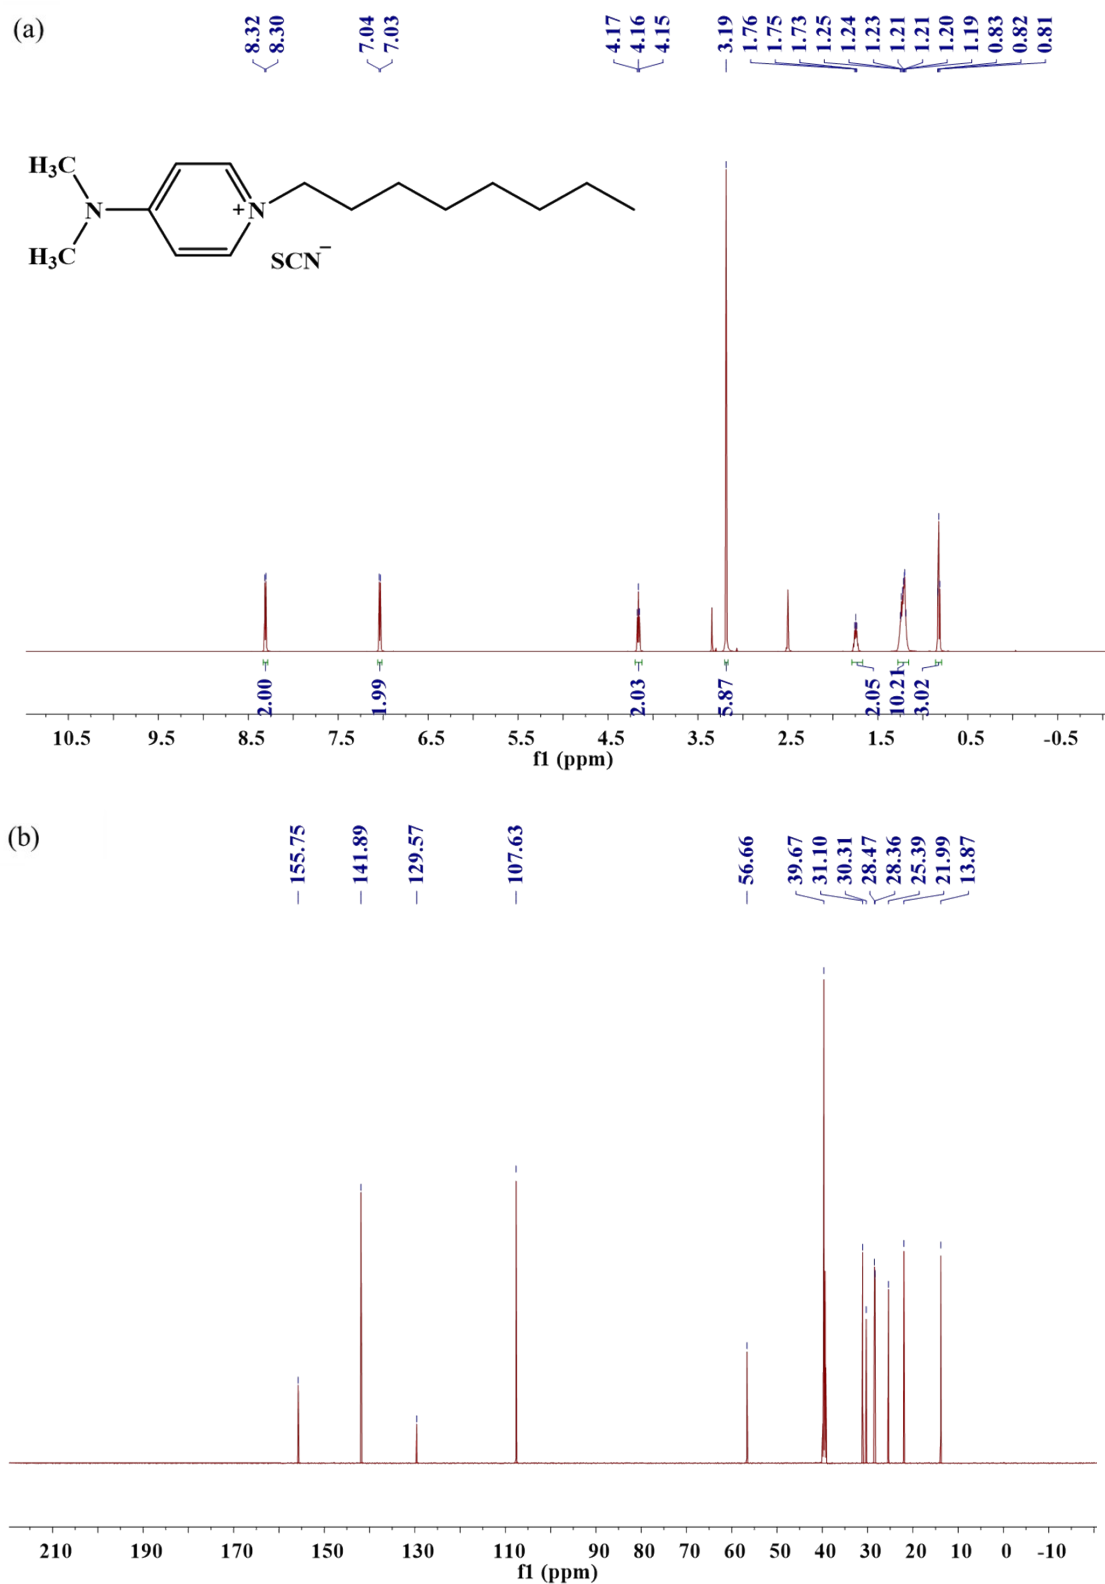 (a)
8.32 8.30 7.04 7.03 4.17 4.16 4.15 3.19 1.76 1.75 1.73 1.25 1.24 1.23 1.21 1.21 1.20 1.19 0.83 0.82 0.81
H₃C
N
+
N
H₃C
SCN⁻
2.00 1.99 2.03 5.87 2.05 10.21 3.02
10.5 9.5 8.5 7.5 6.5 5.5 4.5 3.5 2.5 1.5 0.5 -0.5
f1 (ppm)
(b)
155.75 141.89 129.57 107.63 56.66 39.67 31.10 30.31 28.47 28.36 25.39 21.99 13.87
210 190 170 150 130 110 90 80 70 60 50 40 30 20 10 0 -10
f1 (ppm)